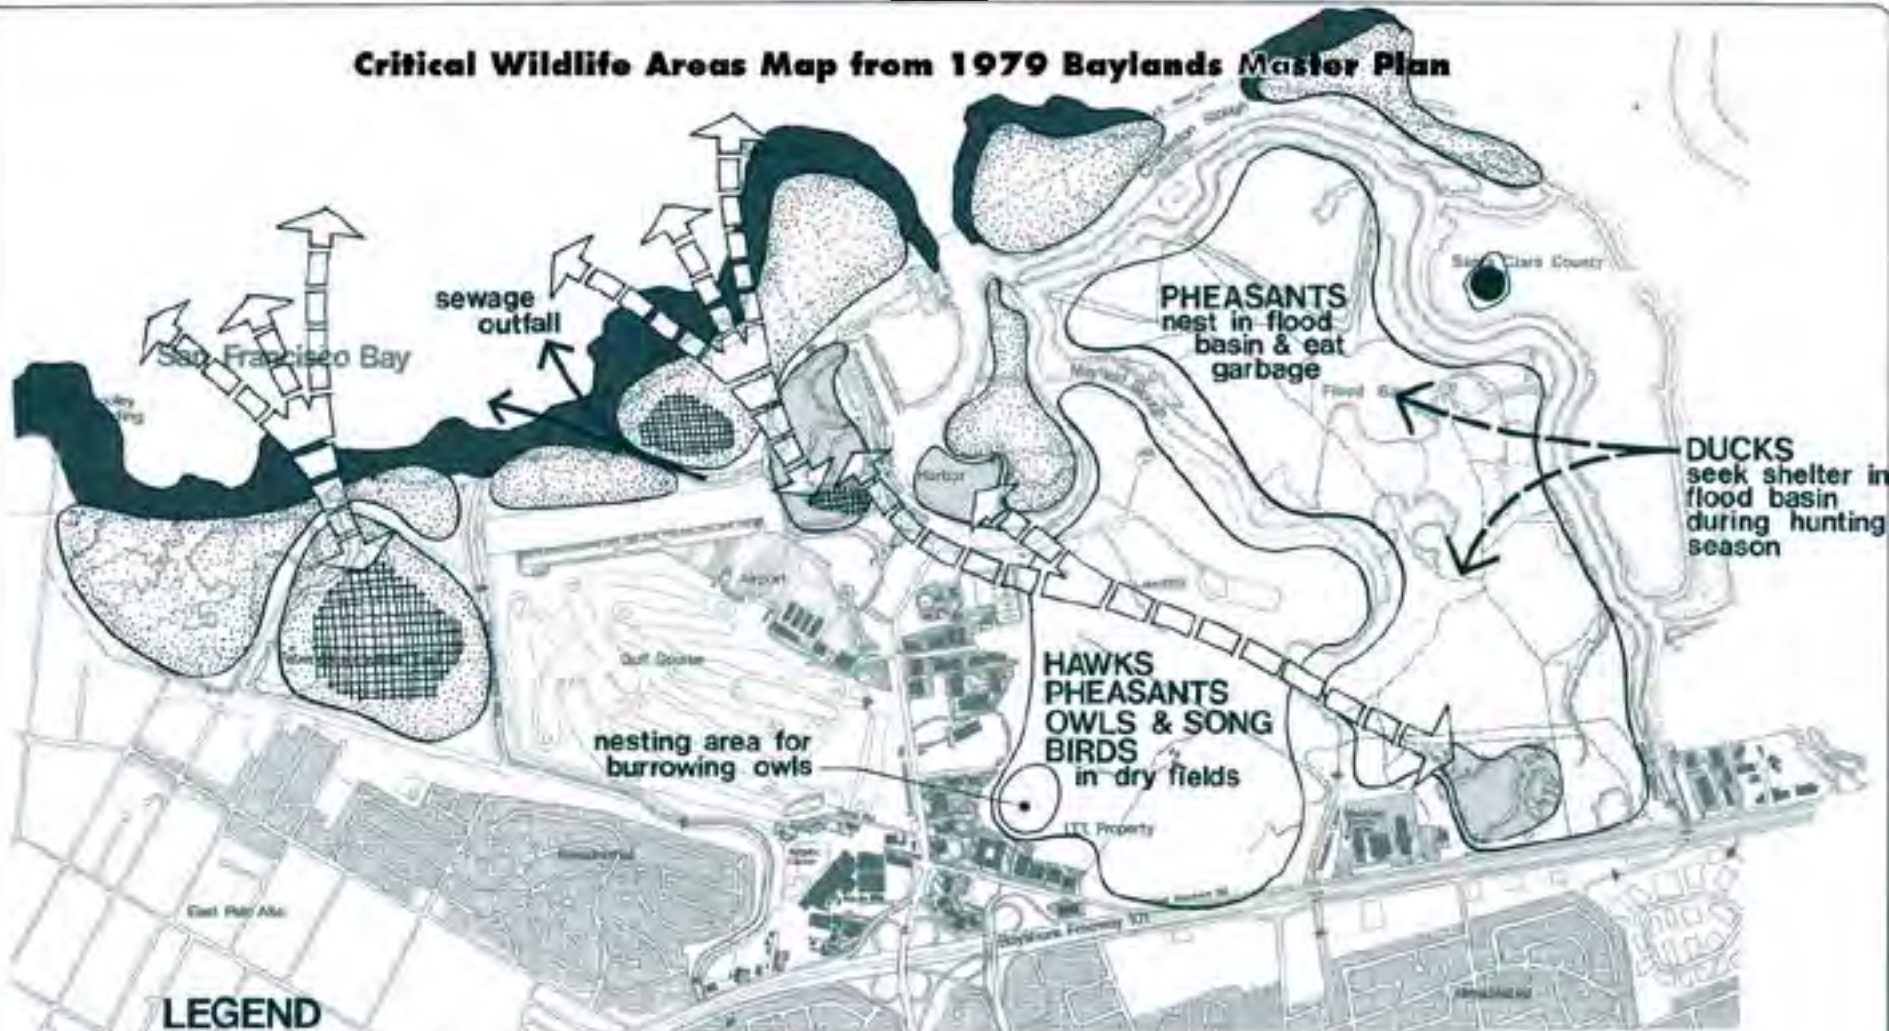 Critical Wildlife Areas Map from 1979 Baylands Master Plan
Santa Clara County
sewage
outfall
San Francisco Bay
PHEASANTS
nest in flood
basin & eat
garbage
Flood
DUCKS
seek shelter in
flood basin
during hunting
season
Harbor
Airport
Golf Course
HAWKS
PHEASANTS
OWLS & SONG
BIRDS
in dry fields
nesting area for
burrowing owls
ITT Property
East Palo Alto
Bayshore Freeway 101
LEGEND